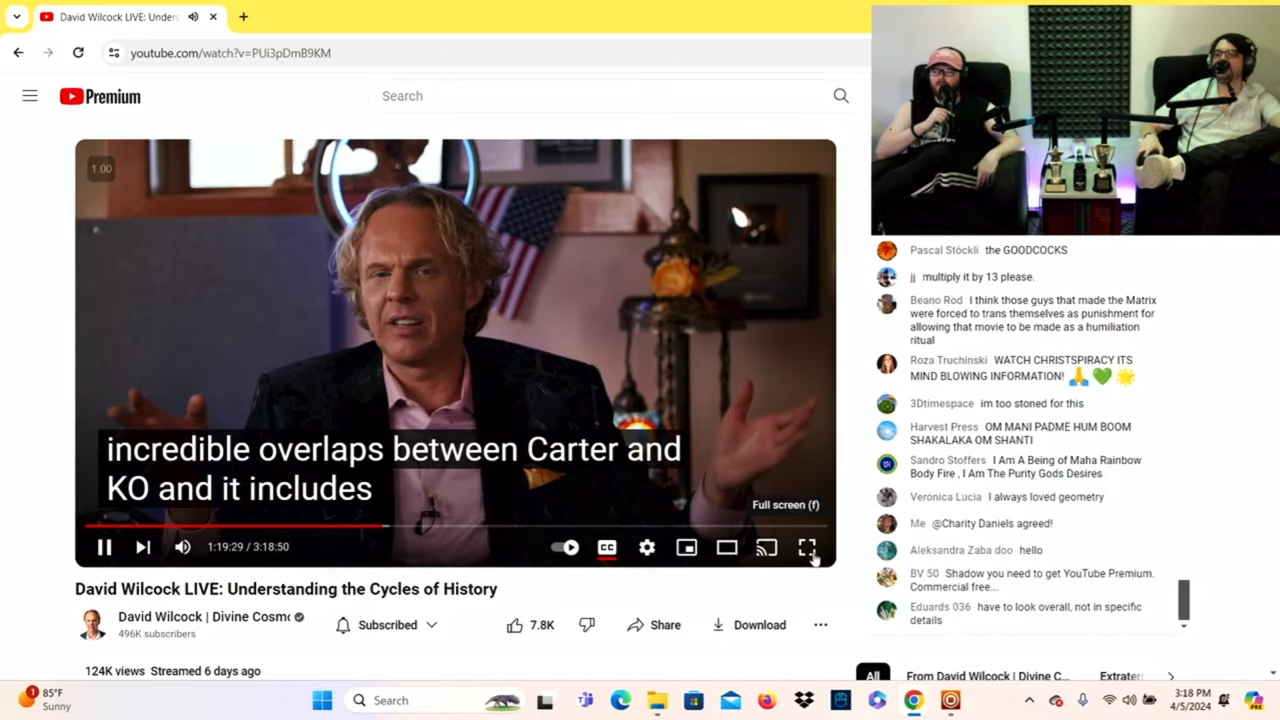 David Wilcock LIVE: Unders
youtube.com/watch?v=PUi3pDmB9KM
Premium
Search
1.00
incredible overlaps between Carter and
KO and it includes
Full screen (f)
1:19:29 / 3:18:50
CC
David Wilcock LIVE: Understanding the Cycles of History
David Wilcock | Divine Cosmo
496K subscribers
Subscribed
7.8K
Share
Download
124K views Streamed 6 days ago
Pascal Stöckli the GOODCOCKS
jj multiply it by 13 please.
Beano Rod I think those guys that made the Matrix
were forced to trans themselves as punishment for
allowing that movie to be made as a humiliation
ritual
Roza Truchinski WATCH CHRISTSPIRACY ITS
MIND BLOWING INFORMATION! 🙏 💚 🌟
3Dtimespace im too stoned for this
Harvest Press OM MANI PADME HUM BOOM
SHAKALAKA OM SHANTI
Sandro Stoffers I Am A Being of Maha Rainbow
Body Fire , I Am The Purity Gods Desires
Verónica Lucia I always loved geometry
Me @Charity Daniels agreed!
Aleksandra Zaba doo hello
BV 50 Shadow you need to get YouTube Premium.
Commercial free...
Eduards 036 have to look overall, not in specific
details
All
From David Wilcock | Divine C...
Extrater
1
85°F
Sunny
Search
3:18 PM
4/5/2024
PRE